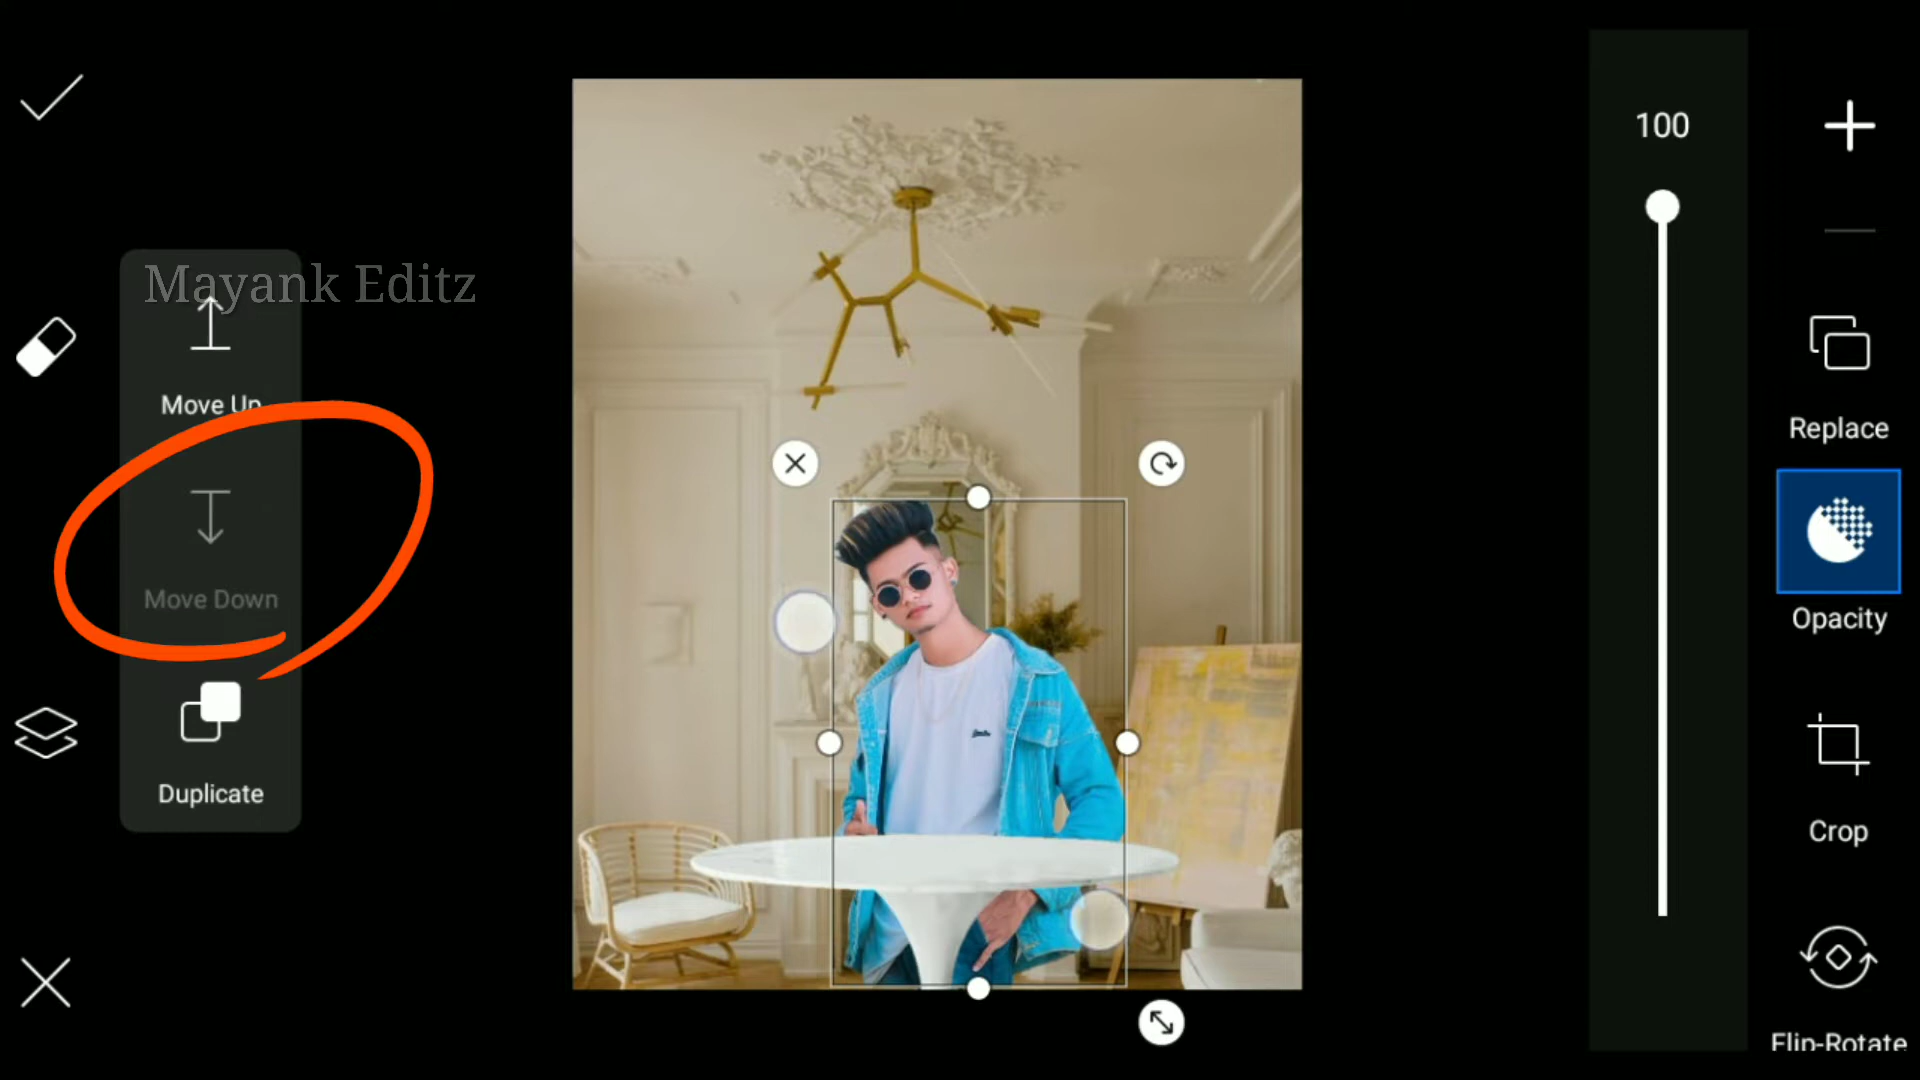 Mayank Editz
Move Up
Move Down
Duplicate
100
Replace
Opacity
Crop
Flip-Rotate